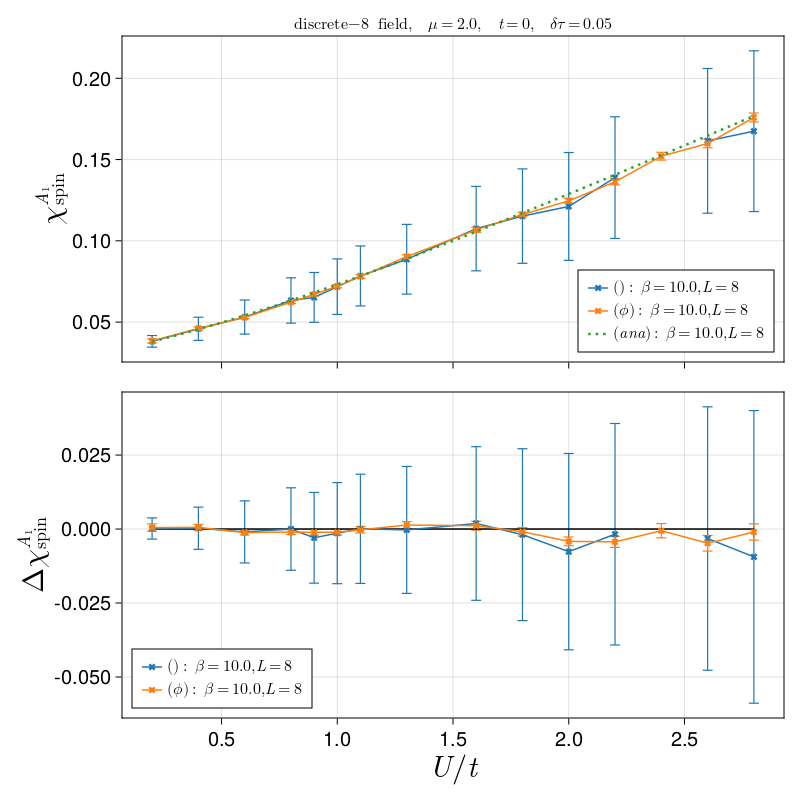 discrete−8 field, μ = 2.0, t = 0, δτ = 0.05
0.20
0.15
0.10
0.05
χ^{A_1}_{spin}
() : β = 10.0, L = 8
(ϕ) : β = 10.0, L = 8
(ana) : β = 10.0, L = 8
0.025
0.000
-0.025
-0.050
Δχ^{A_1}_{spin}
() : β = 10.0, L = 8
(ϕ) : β = 10.0, L = 8
0.5 1.0 1.5 2.0 2.5
U/t